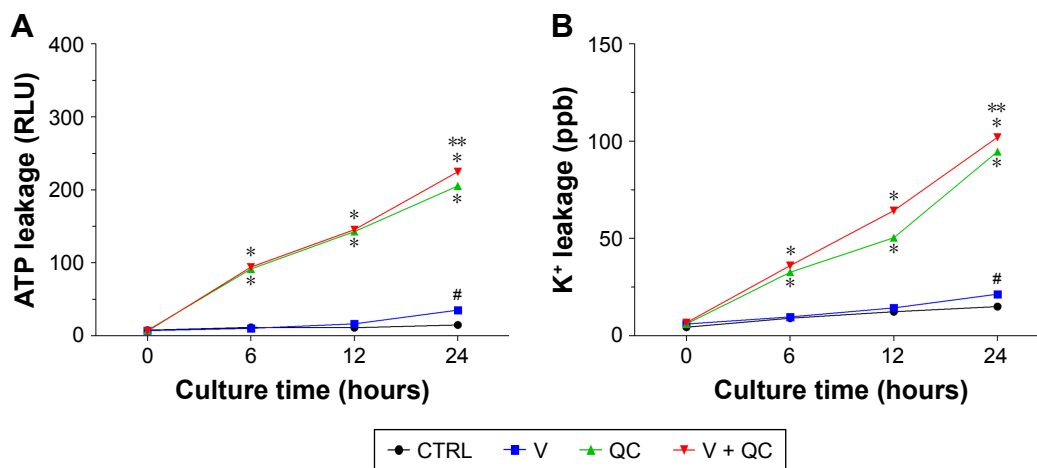 A
ATP leakage (RLU)
400
300
200
100
0
*
*
*
*
**
*
*
#
0 6 12 24
Culture time (hours)
B
K⁺ leakage (ppb)
150
100
50
0
*
*
*
*
**
*
*
#
0 6 12 24
Culture time (hours)
CTRL V QC V + QC